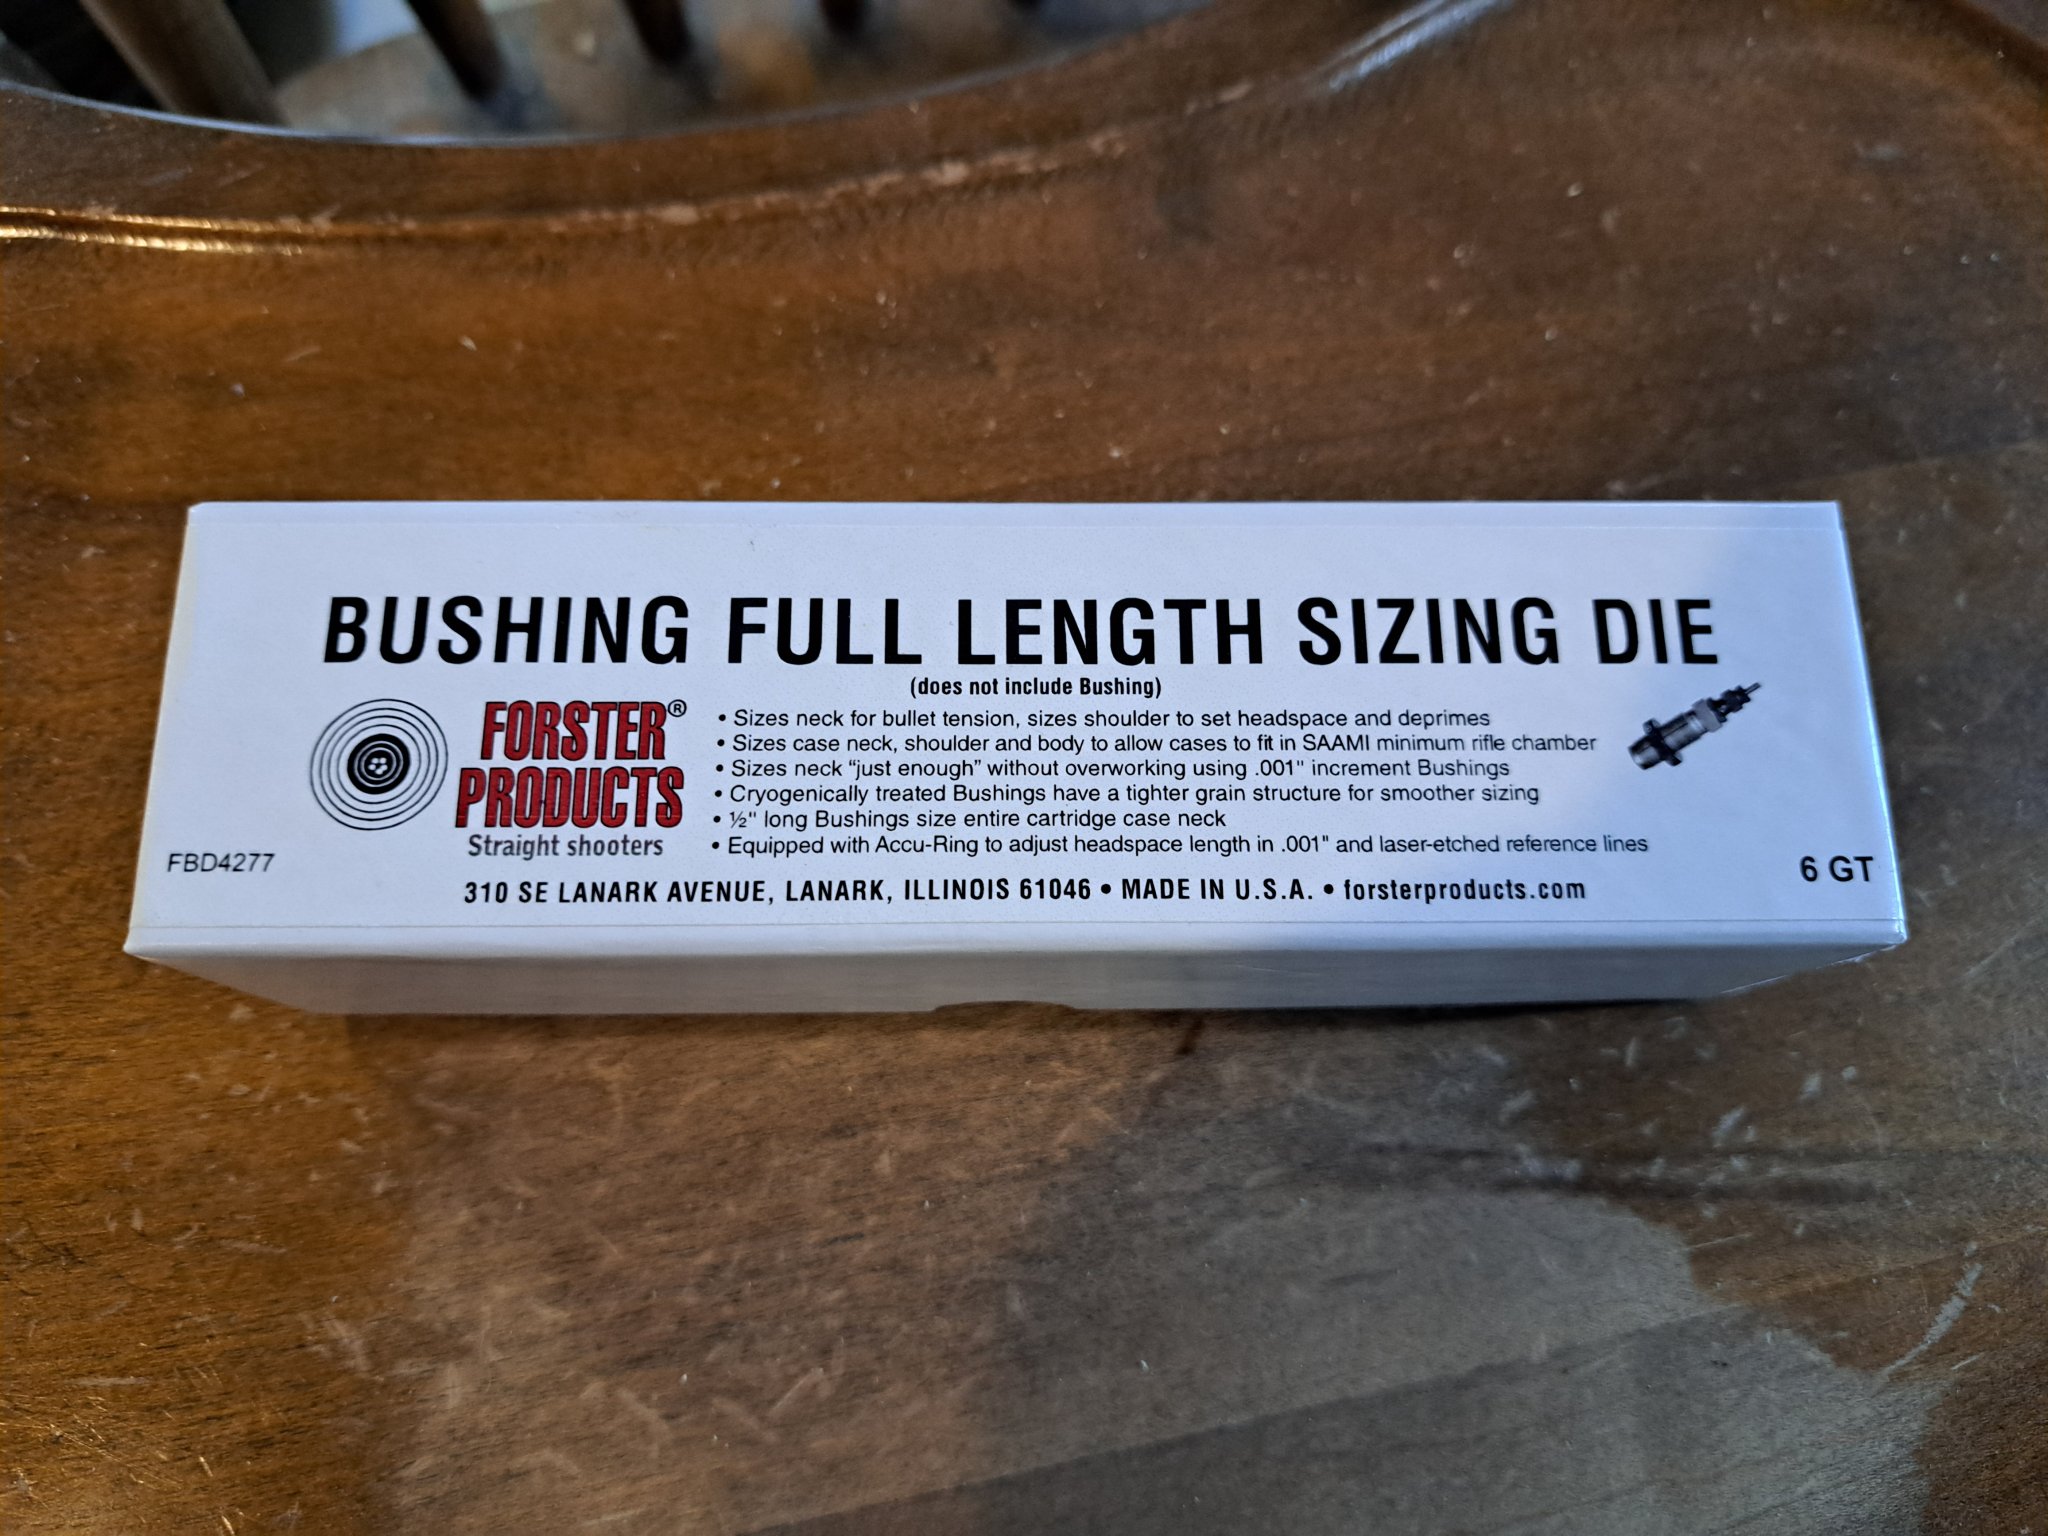 BUSHING FULL LENGTH SIZING DIE
(does not include Bushing)
FORSTER®
PRODUCTS
Straight shooters
• Sizes neck for bullet tension, sizes shoulder to set headspace and deprimes
• Sizes case neck, shoulder and body to allow cases to fit in SAAMI minimum rifle chamber
• Sizes neck “just enough” without overworking using .001" increment Bushings
• Cryogenically treated Bushings have a tighter grain structure for smoother sizing
• ½" long Bushings size entire cartridge case neck
• Equipped with Accu-Ring to adjust headspace length in .001" and laser-etched reference lines
FBD4277
6 GT
310 SE LANARK AVENUE, LANARK, ILLINOIS 61046 • MADE IN U.S.A. • forsterproducts.com